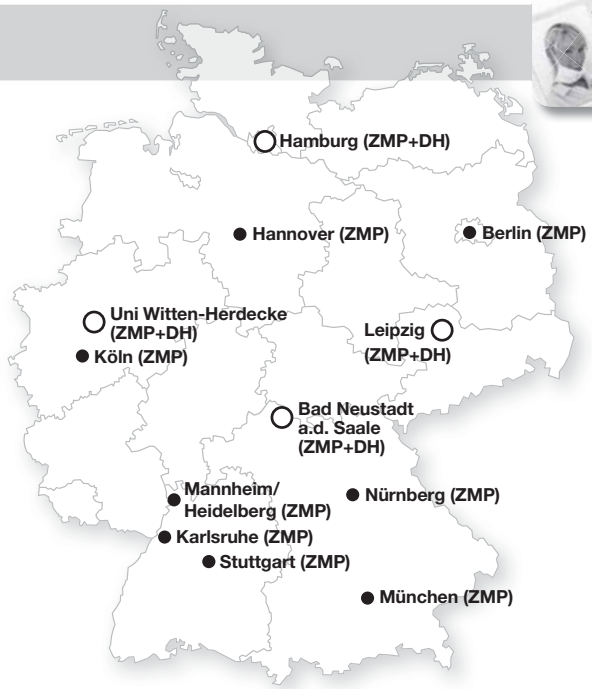 Hamburg (ZMP+DH)
Hannover (ZMP)
Berlin (ZMP)
Uni Witten-Herdecke
(ZMP+DH)
Leipzig
(ZMP+DH)
Köln (ZMP)
Bad Neustadt
a.d. Saale
(ZMP+DH)
Mannheim/
Heidelberg (ZMP)
Nürnberg (ZMP)
Karlsruhe (ZMP)
Stuttgart (ZMP)
München (ZMP)